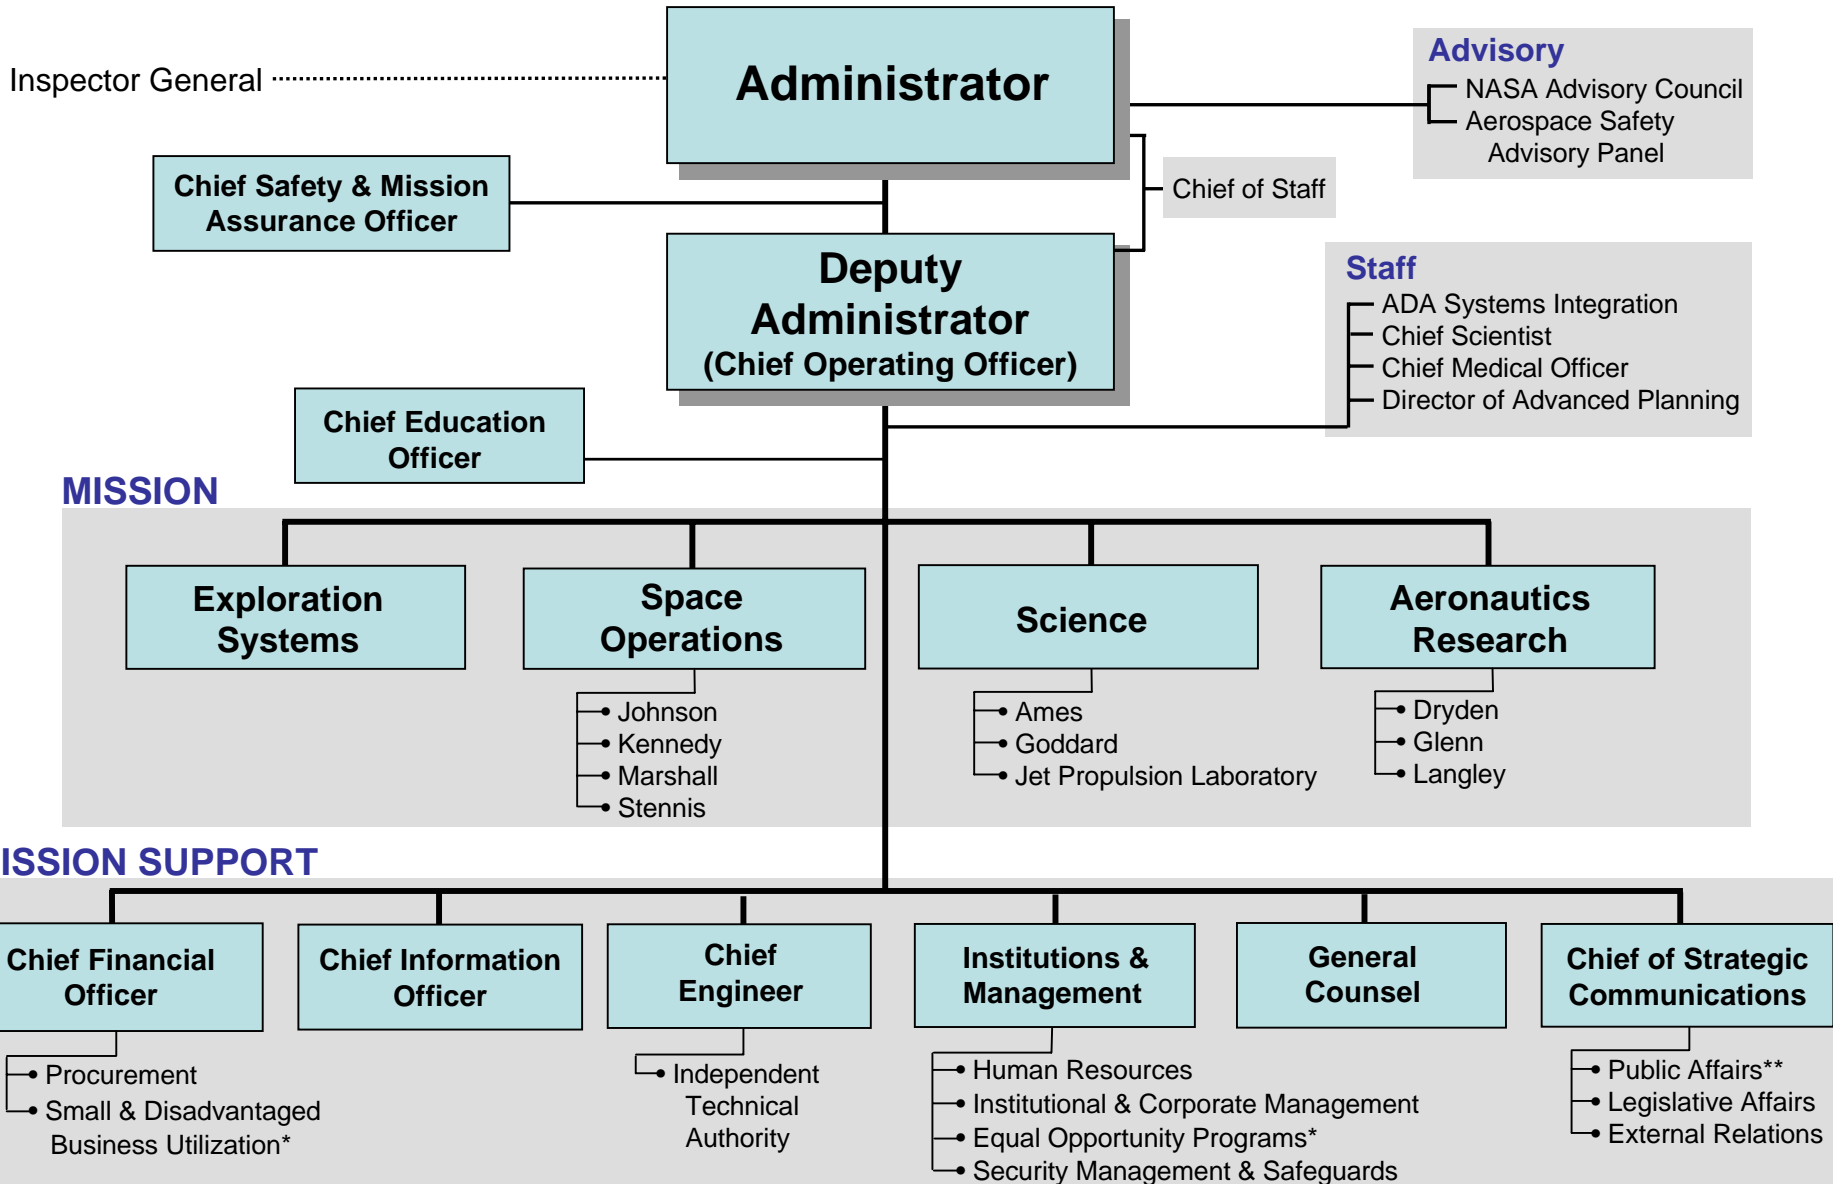 Administrator
Inspector General
Advisory
NASA Advisory Council
Aerospace Safety
Advisory Panel
Chief Safety & Mission
Assurance Officer
Chief of Staff
Deputy
Administrator
(Chief Operating Officer)
Staff
ADA Systems Integration
Chief Scientist
Chief Medical Officer
Director of Advanced Planning
Chief Education
Officer
MISSION
Exploration
Systems
Space
Operations
Johnson
Kennedy
Marshall
Stennis
Science
Ames
Goddard
Jet Propulsion Laboratory
Aeronautics
Research
Dryden
Glenn
Langley
ISSION SUPPORT
Chief Financial
Officer
Procurement
Small & Disadvantaged
Business Utilization*
Chief Information
Officer
Chief
Engineer
Independent
Technical
Authority
Institutions &
Management
Human Resources
Institutional & Corporate Management
Equal Opportunity Programs*
Security Management & Safeguards
General
Counsel
Chief of Strategic
Communications
Public Affairs**
Legislative Affairs
External Relations